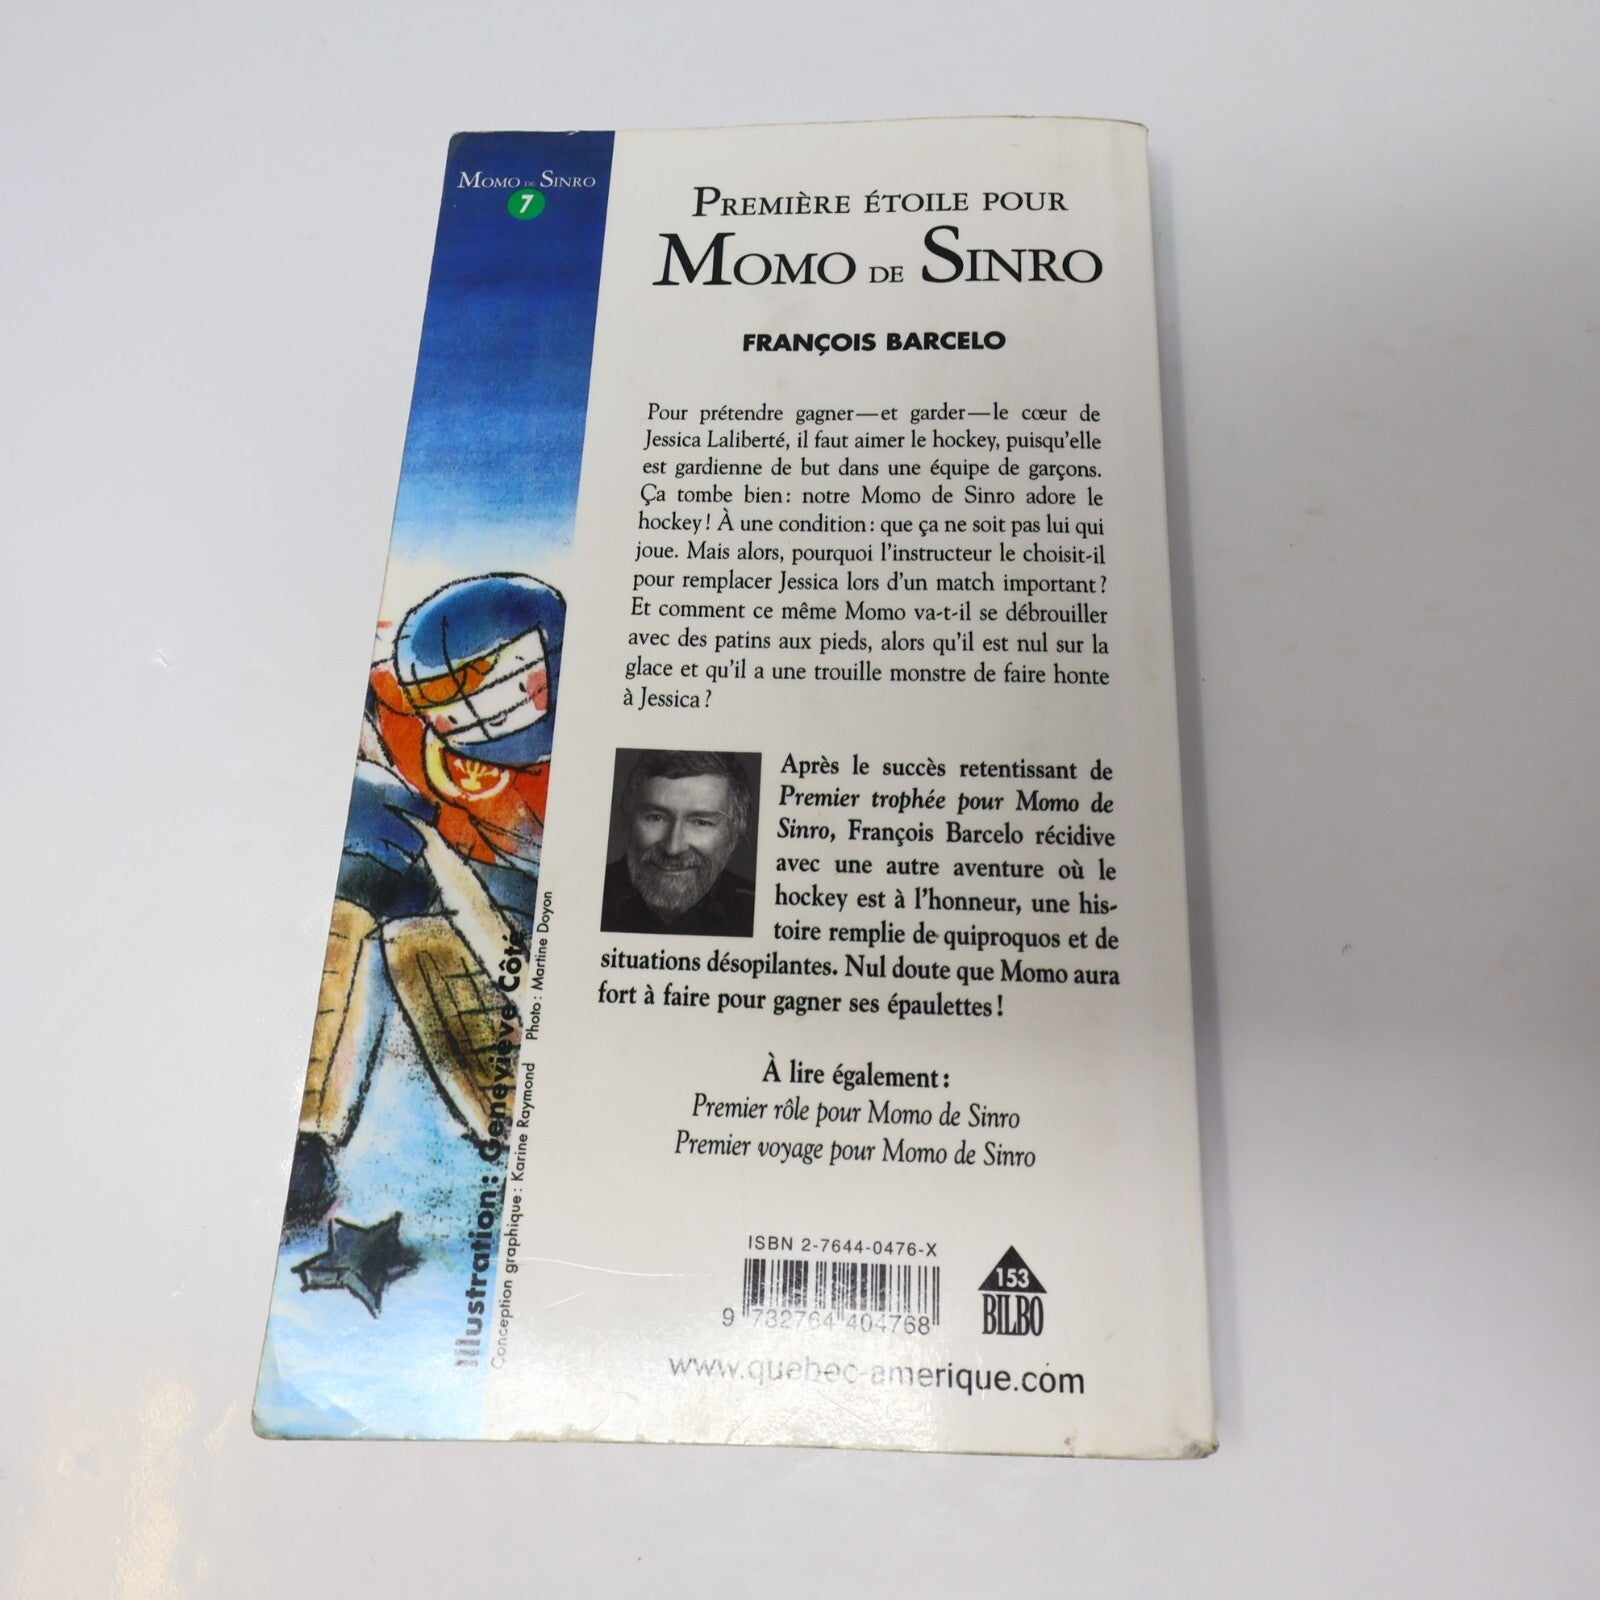 MOMO DE SINRO
7
PREMIÈRE ÉTOILE POUR
MOMO DE SINRO
FRANÇOIS BARCELO
Pour prétendre gagner—et garder—le cœur de
Jessica Laliberté, il faut aimer le hockey, puisqu'elle
est gardienne de but dans une équipe de garçons.
Ça tombe bien: notre Momo de Sinro adore le
hockey! À une condition: que ça ne soit pas lui qui
joue. Mais alors, pourquoi l'instructeur le choisit-il
pour remplacer Jessica lors d'un match important?
Et comment ce même Momo va-t-il se débrouiller
avec des patins aux pieds, alors qu'il est nul sur la
glace et qu'il a une trouille monstre de faire honte
à Jessica?
Après le succès retentissant de
Premier trophée pour Momo de
Sinro, François Barcelo récidive
avec une autre aventure où le
hockey est à l'honneur, une his-
toire remplie de quiproquos et de
situations désopilantes. Nul doute que Momo aura
fort à faire pour gagner ses épaulettes!
À lire également:
Premier rôle pour Momo de Sinro
Premier voyage pour Momo de Sinro
Illustration: Geneviève Côté
Conception graphique: Karine Raymond Photo: Martine Doyon
ISBN 2-7644-0476-X
9 782764 404768
153
BILBO
www.quebec-amerique.com